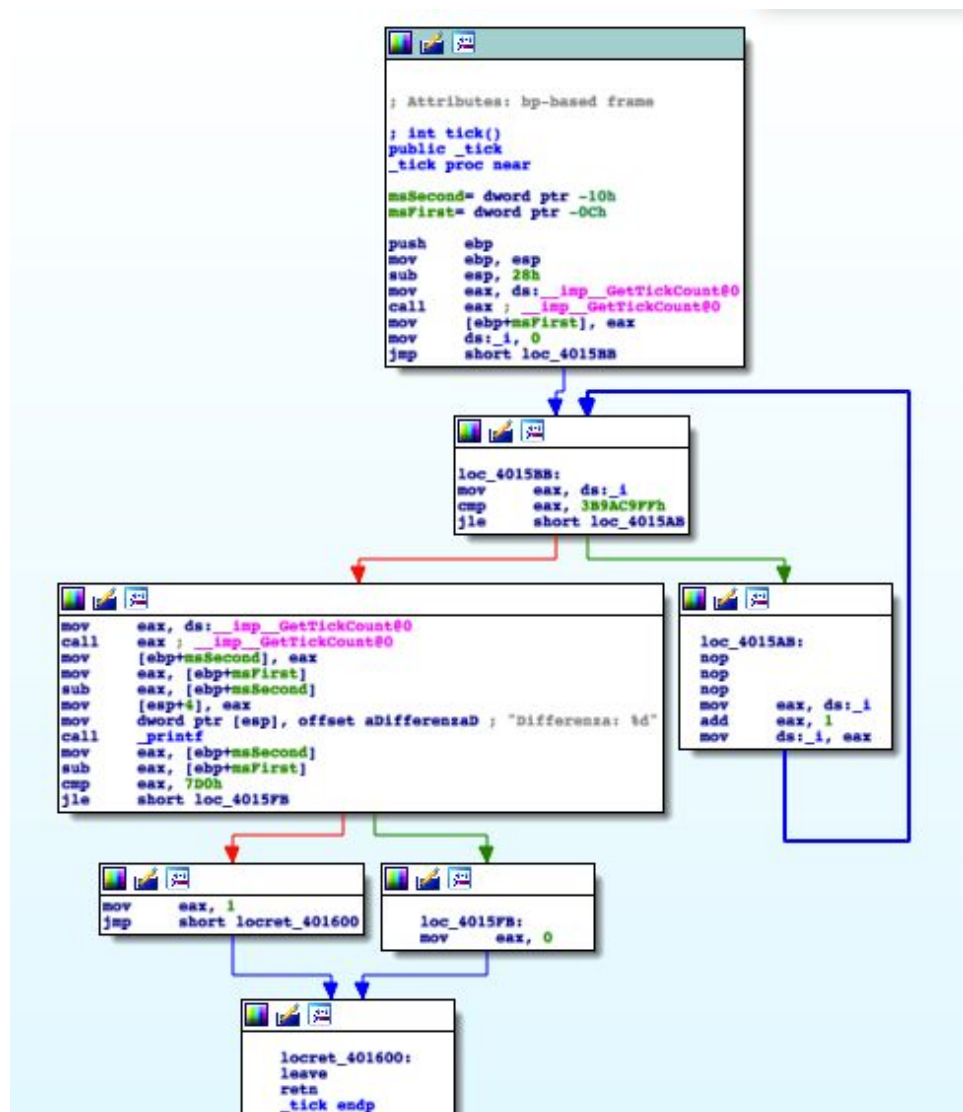 ; Attributes: bp-based frame
; int tick()
public _tick
_tick proc near
msSecond= dword ptr -10h
msFirst= dword ptr -0Ch
push ebp
mov ebp, esp
sub esp, 28h
mov eax, ds:__imp__GetTickCount@0
call eax ; __imp__GetTickCount@0
mov [ebp+msFirst], eax
mov ds:_i, 0
jmp short loc_4015BB
loc_4015BB:
mov eax, ds:_i
cmp eax, 3B9AC9FFh
jle short loc_4015AB
mov eax, ds:__imp__GetTickCount@0
call eax ; __imp__GetTickCount@0
mov [ebp+msSecond], eax
mov eax, [ebp+msFirst]
sub eax, [ebp+msSecond]
mov [esp+4], eax
mov dword ptr [esp], offset aDifferenzaD ; "Differenza: %d"
call _printf
mov eax, [ebp+msSecond]
sub eax, [ebp+msFirst]
cmp eax, 7D0h
jle short loc_4015FB
loc_4015AB:
nop
nop
nop
mov eax, ds:_i
add eax, 1
mov ds:_i, eax
mov eax, 1
jmp short locret_401600
loc_4015FB:
mov eax, 0
locret_401600:
leave
retn
_tick endp